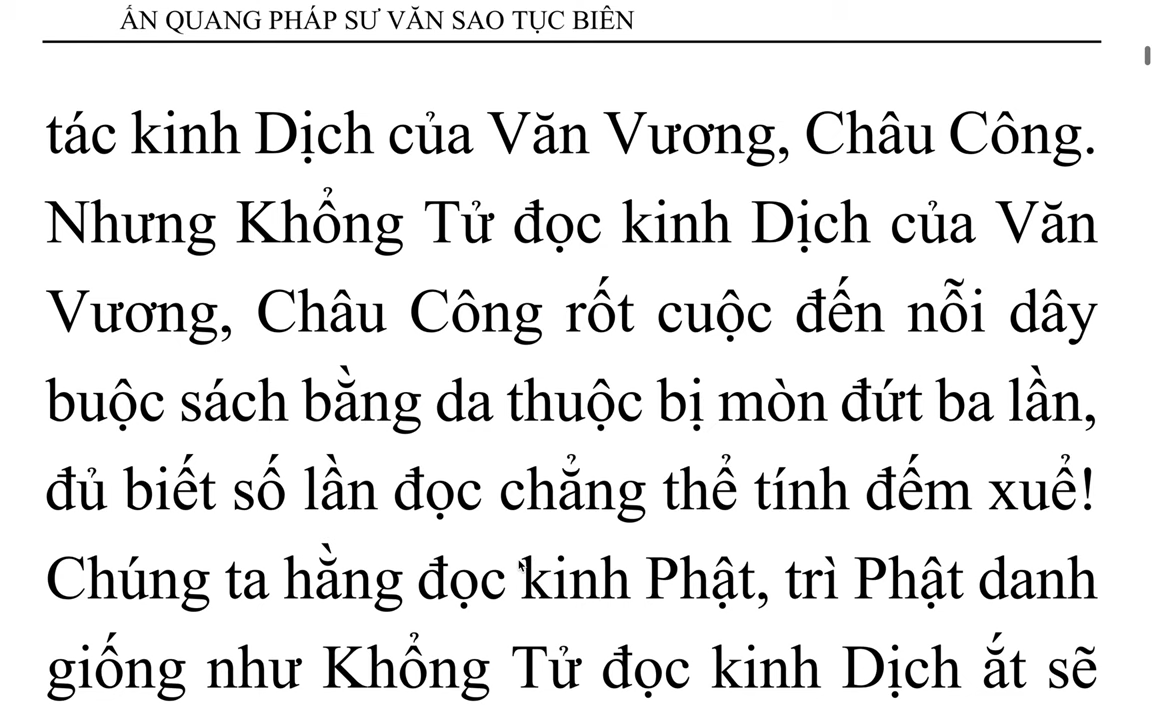 ẤN QUANG PHÁP SƯ VĂN SAO TỤC BIÊN
tác kinh Dịch của Văn Vương, Châu Công.
Nhưng Khổng Tử đọc kinh Dịch của Văn
Vương, Châu Công rốt cuộc đến nỗi dây
buộc sách bằng da thuộc bị mòn đứt ba lần,
đủ biết số lần đọc chẳng thể tính đếm xuể!
Chúng ta hằng đọc kinh Phật, trì Phật danh
giống như Khổng Tử đọc kinh Dịch ắt sẽ